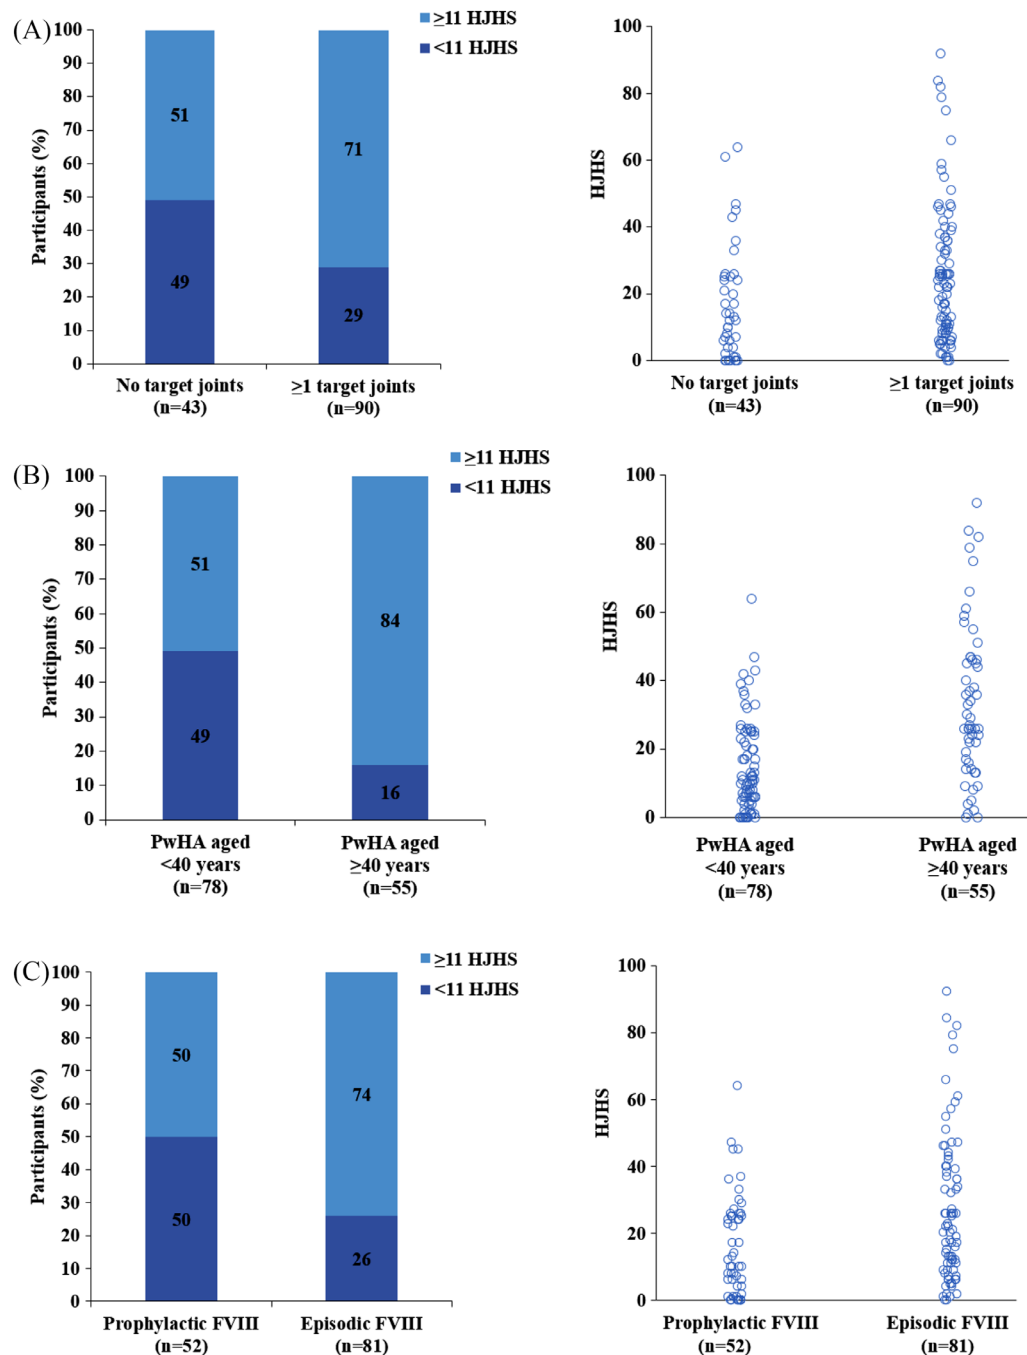 (A)
≥11 HJHS
<11 HJHS
Participants (%)
100
90
80
70
60
50
40
30
20
10
0
51
49
71
29
No target joints
(n=43)
≥1 target joints
(n=90)
HJHS
100
80
60
40
20
0
No target joints
(n=43)
≥1 target joints
(n=90)
(B)
≥11 HJHS
<11 HJHS
Participants (%)
100
90
80
70
60
50
40
30
20
10
0
51
49
84
16
PwHA aged
<40 years
(n=78)
PwHA aged
≥40 years
(n=55)
HJHS
100
80
60
40
20
0
PwHA aged
<40 years
(n=78)
PwHA aged
≥40 years
(n=55)
(C)
≥11 HJHS
<11 HJHS
Participants (%)
100
90
80
70
60
50
40
30
20
10
0
50
50
74
26
Prophylactic FVIII
(n=52)
Episodic FVIII
(n=81)
HJHS
100
80
60
40
20
0
Prophylactic FVIII
(n=52)
Episodic FVIII
(n=81)